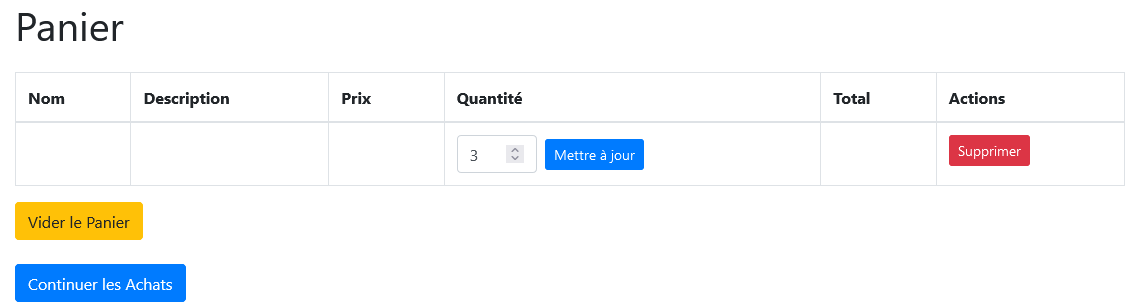 Panier
Nom Description Prix Quantité Total Actions
3 Mettre à jour Supprimer
Vider le Panier
Continuer les Achats